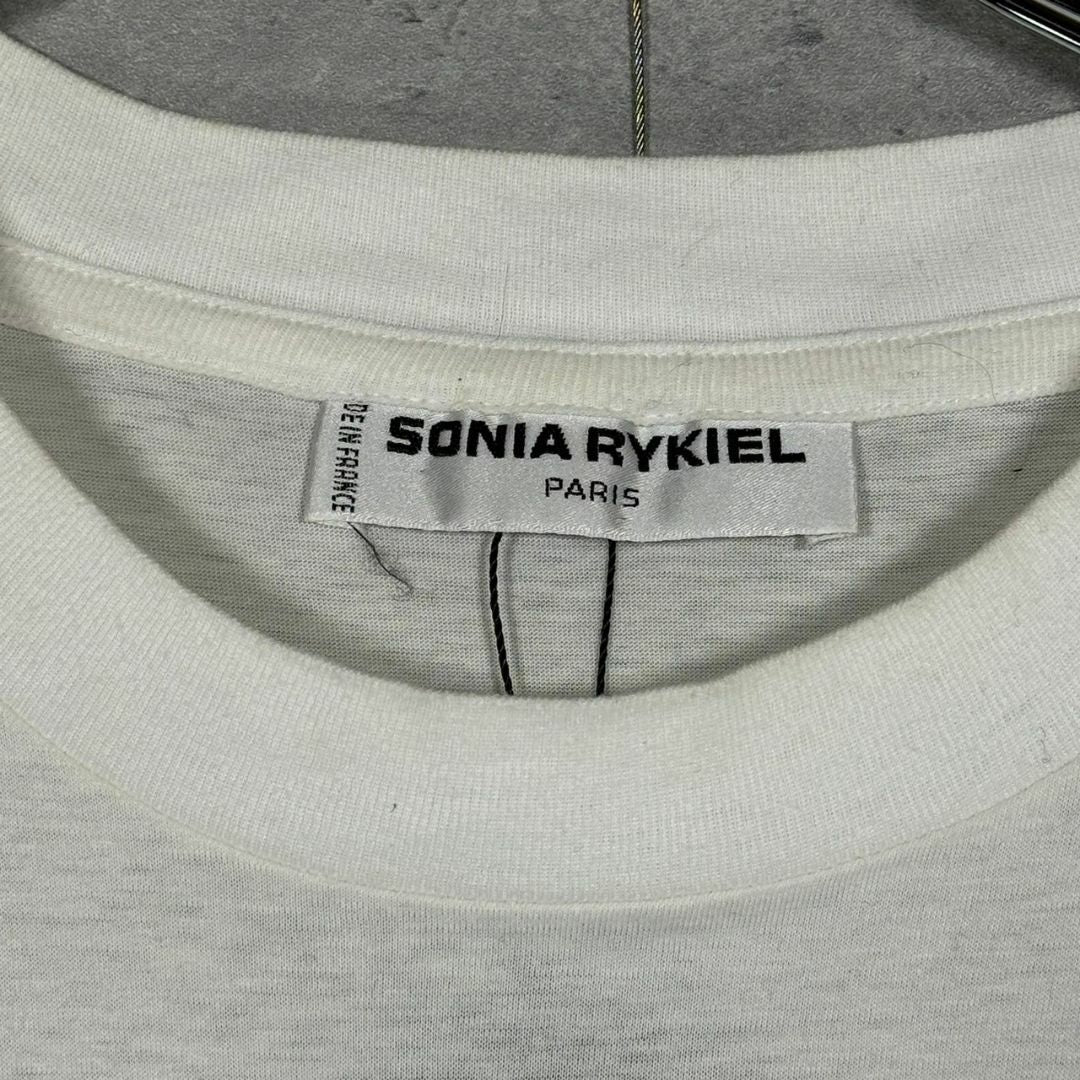 SONIA RYKIEL
PARIS
DE IN FRANCE